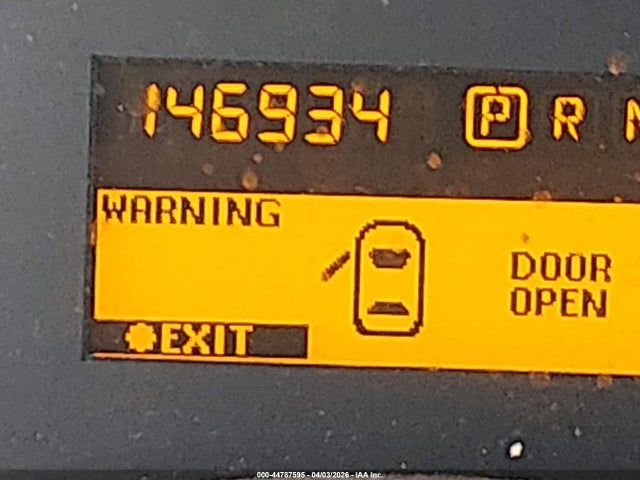 146934 P R N
WARNING
DOOR
OPEN
EXIT
000-44787595 - 04/03/2026 - IAA Inc.